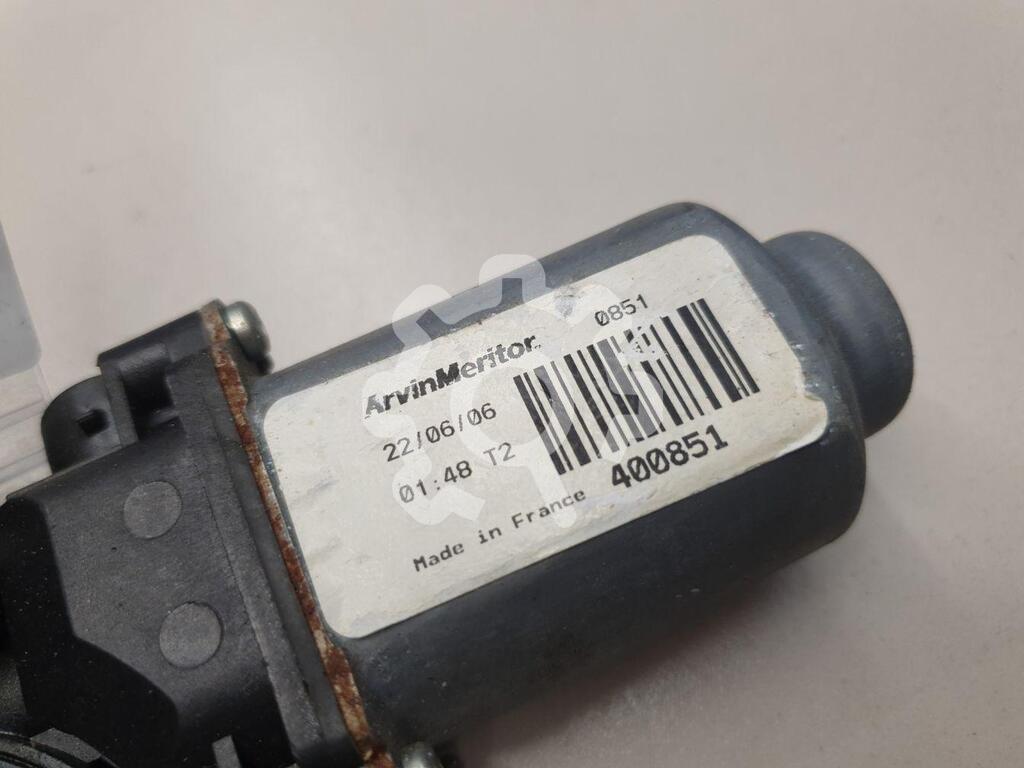 ArvinMeritor
0851
22/06/06
01:48 T2
400851
Made in France